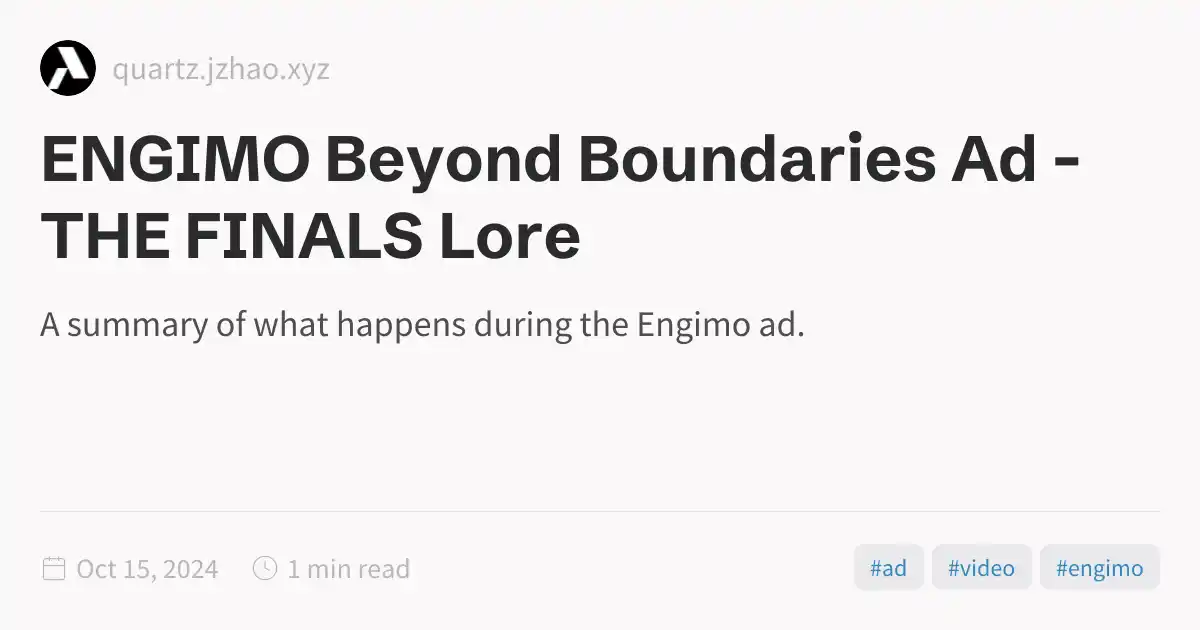 quartz.jzhao.xyz
ENGIMO Beyond Boundaries Ad -
THE FINALS Lore
A summary of what happens during the Engimo ad.
Oct 15, 2024 1 min read #ad #video #engimo